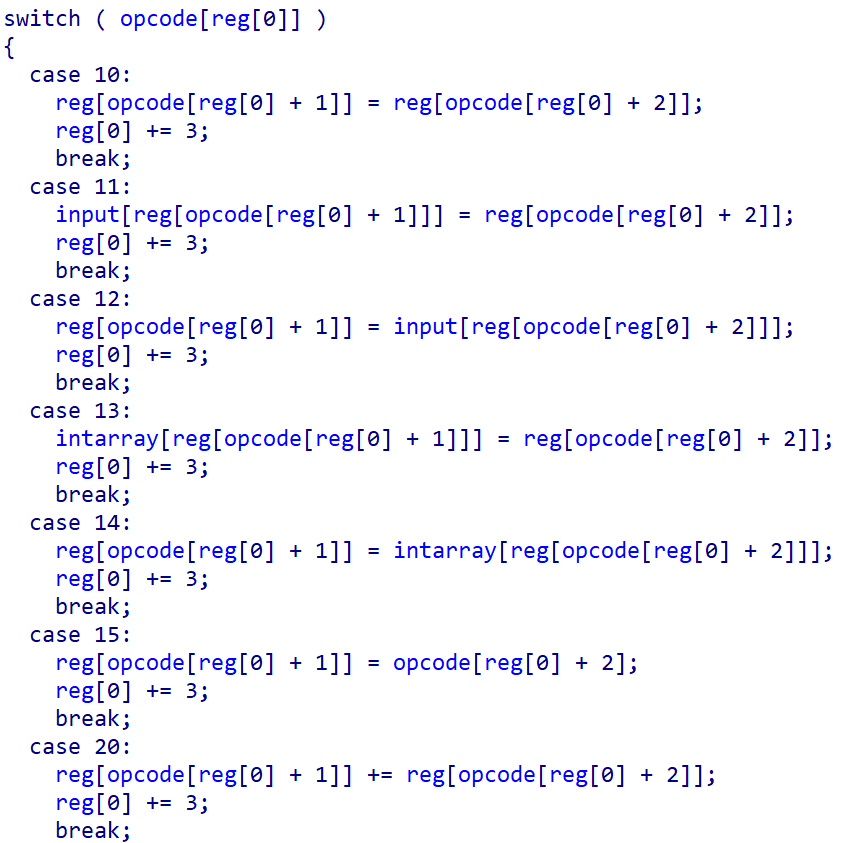 switch ( opcode[reg[0]] )
{
  case 10:
    reg[opcode[reg[0] + 1]] = reg[opcode[reg[0] + 2]];
    reg[0] += 3;
    break;
  case 11:
    input[reg[opcode[reg[0] + 1]]] = reg[opcode[reg[0] + 2]];
    reg[0] += 3;
    break;
  case 12:
    reg[opcode[reg[0] + 1]] = input[reg[opcode[reg[0] + 2]]];
    reg[0] += 3;
    break;
  case 13:
    intarray[reg[opcode[reg[0] + 1]]] = reg[opcode[reg[0] + 2]];
    reg[0] += 3;
    break;
  case 14:
    reg[opcode[reg[0] + 1]] = intarray[reg[opcode[reg[0] + 2]]];
    reg[0] += 3;
    break;
  case 15:
    reg[opcode[reg[0] + 1]] = opcode[reg[0] + 2];
    reg[0] += 3;
    break;
  case 20:
    reg[opcode[reg[0] + 1]] += reg[opcode[reg[0] + 2]];
    reg[0] += 3;
    break;